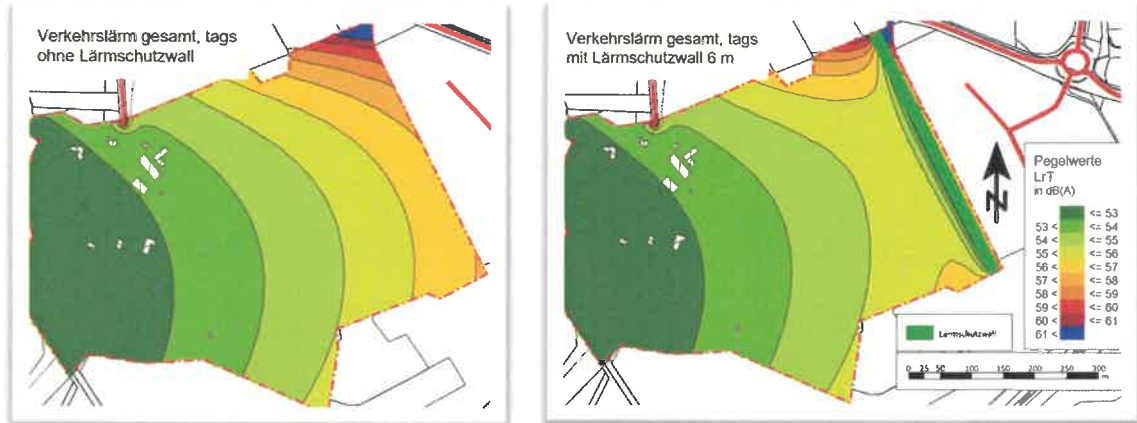 Verkehrslärm gesamt, tags
ohne Lärmschutzwall
Verkehrslärm gesamt, tags
mit Lärmschutzwall 6 m
N
Pegelwerte
LrT
in dB(A)
<= 53
53 < <= 54
54 < <= 55
55 < <= 56
56 < <= 57
57 < <= 58
58 < <= 59
59 < <= 60
60 < <= 61
61 <
Lärmschutzwall
0 25 50 100 150 200 250 300
m